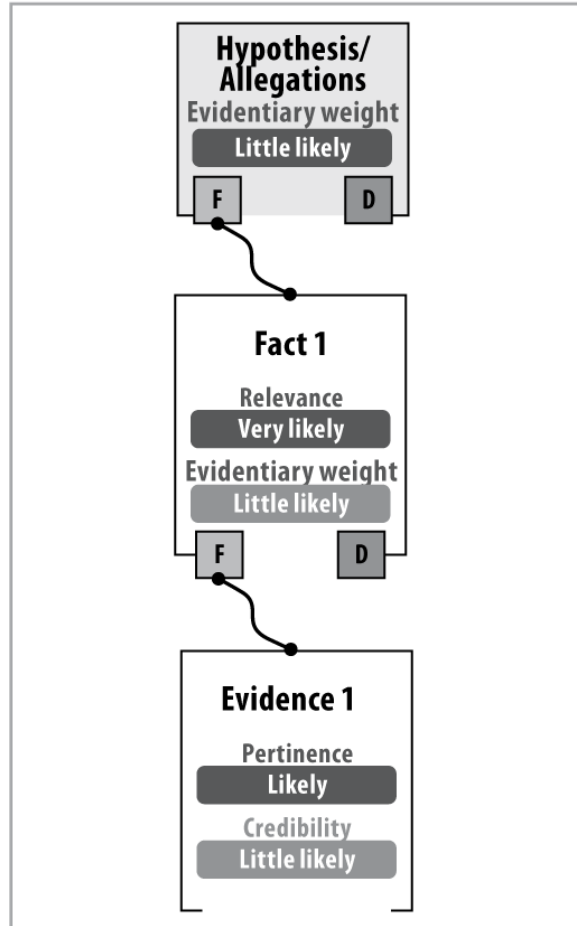 Hypothesis/
Allegations
Evidentiary weight
Little likely
F D
Fact 1
Relevance
Very likely
Evidentiary weight
Little likely
F D
Evidence 1
Pertinence
Likely
Credibility
Little likely